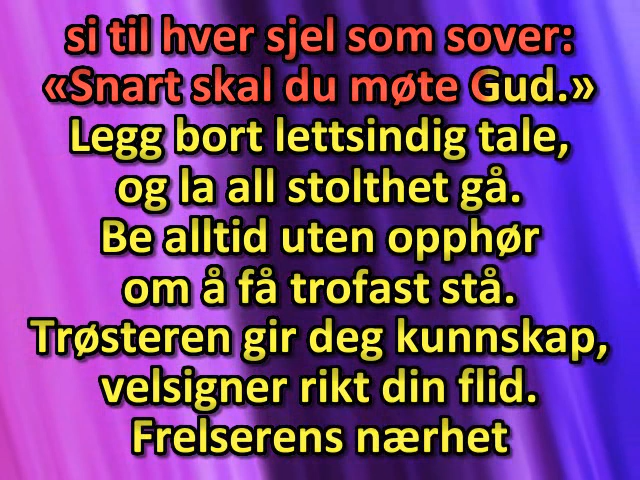 si til hver sjel som sover:
«Snart skal du møte Gud.»
Legg bort lettsindig tale,
og la all stolthet gå.
Be alltid uten opphør
om å få trofast stå.
Trøsteren gir deg kunnskap,
velsigner rikt din flid.
Frelserens nærhet